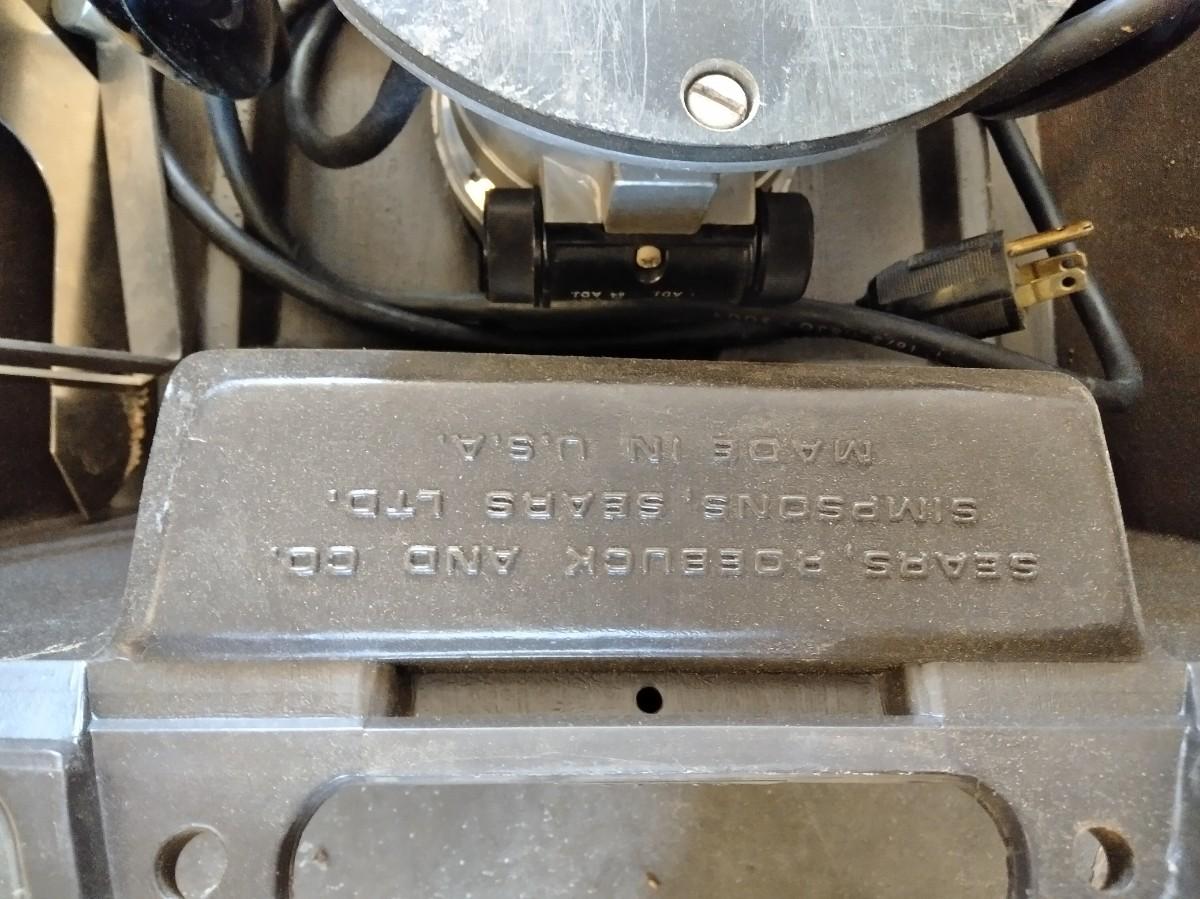 SEARS, ROEBUCK AND CO.
SIMPSONS, SEARS LTD.
MADE IN U.S.A.